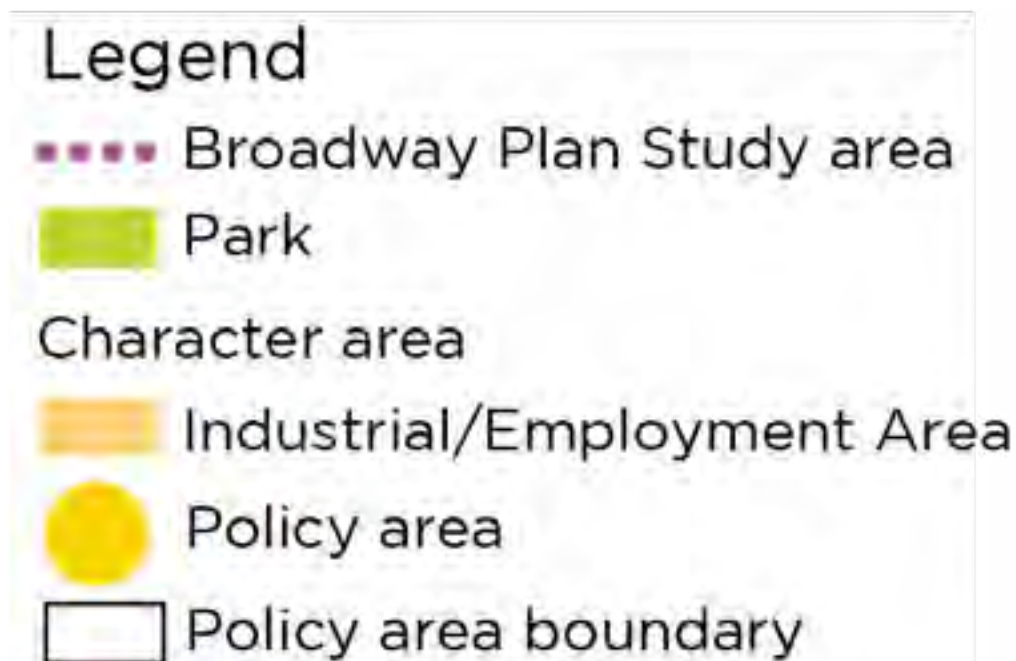 Legend
Broadway Plan Study area
Park
Character area
Industrial/Employment Area
Policy area
Policy area boundary